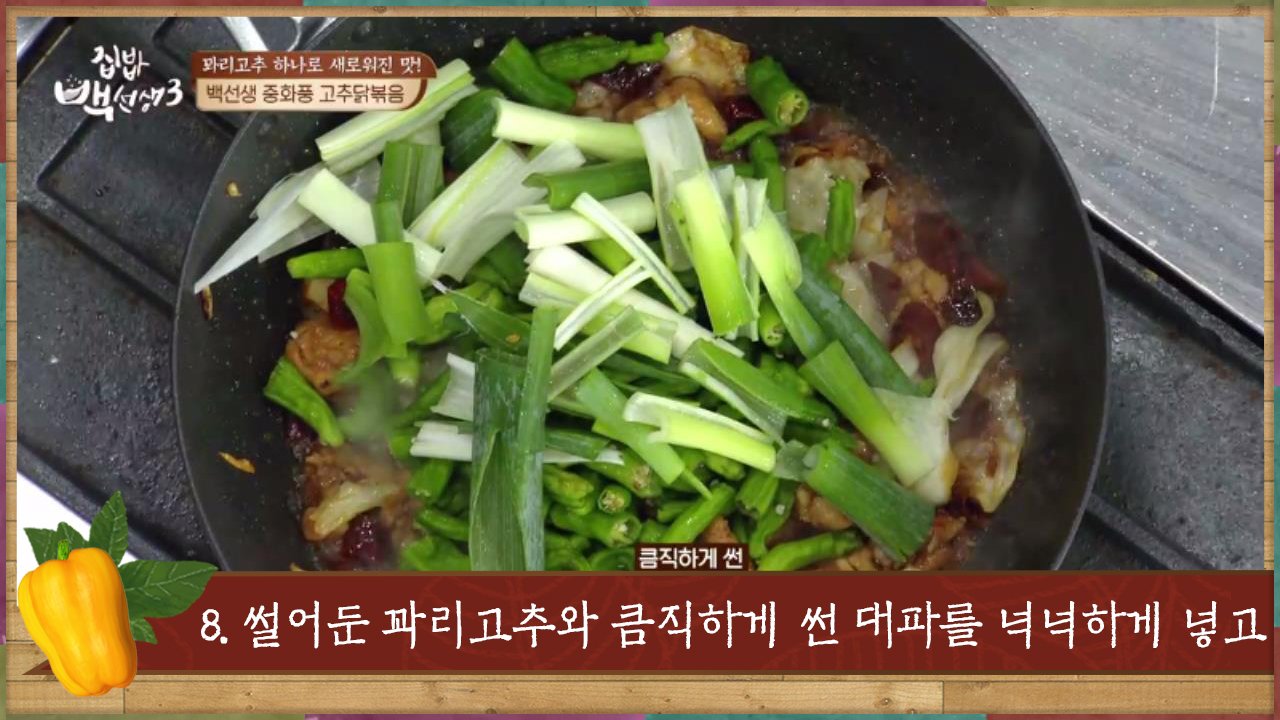 집밥
백선생3
꽈리고추 하나로 새로워진 맛!
백선생 중화풍 고추닭볶음
큼직하게 썬
8. 썰어둔 꽈리고추와 큼직하게 썬 대파를 넉넉하게 넣고